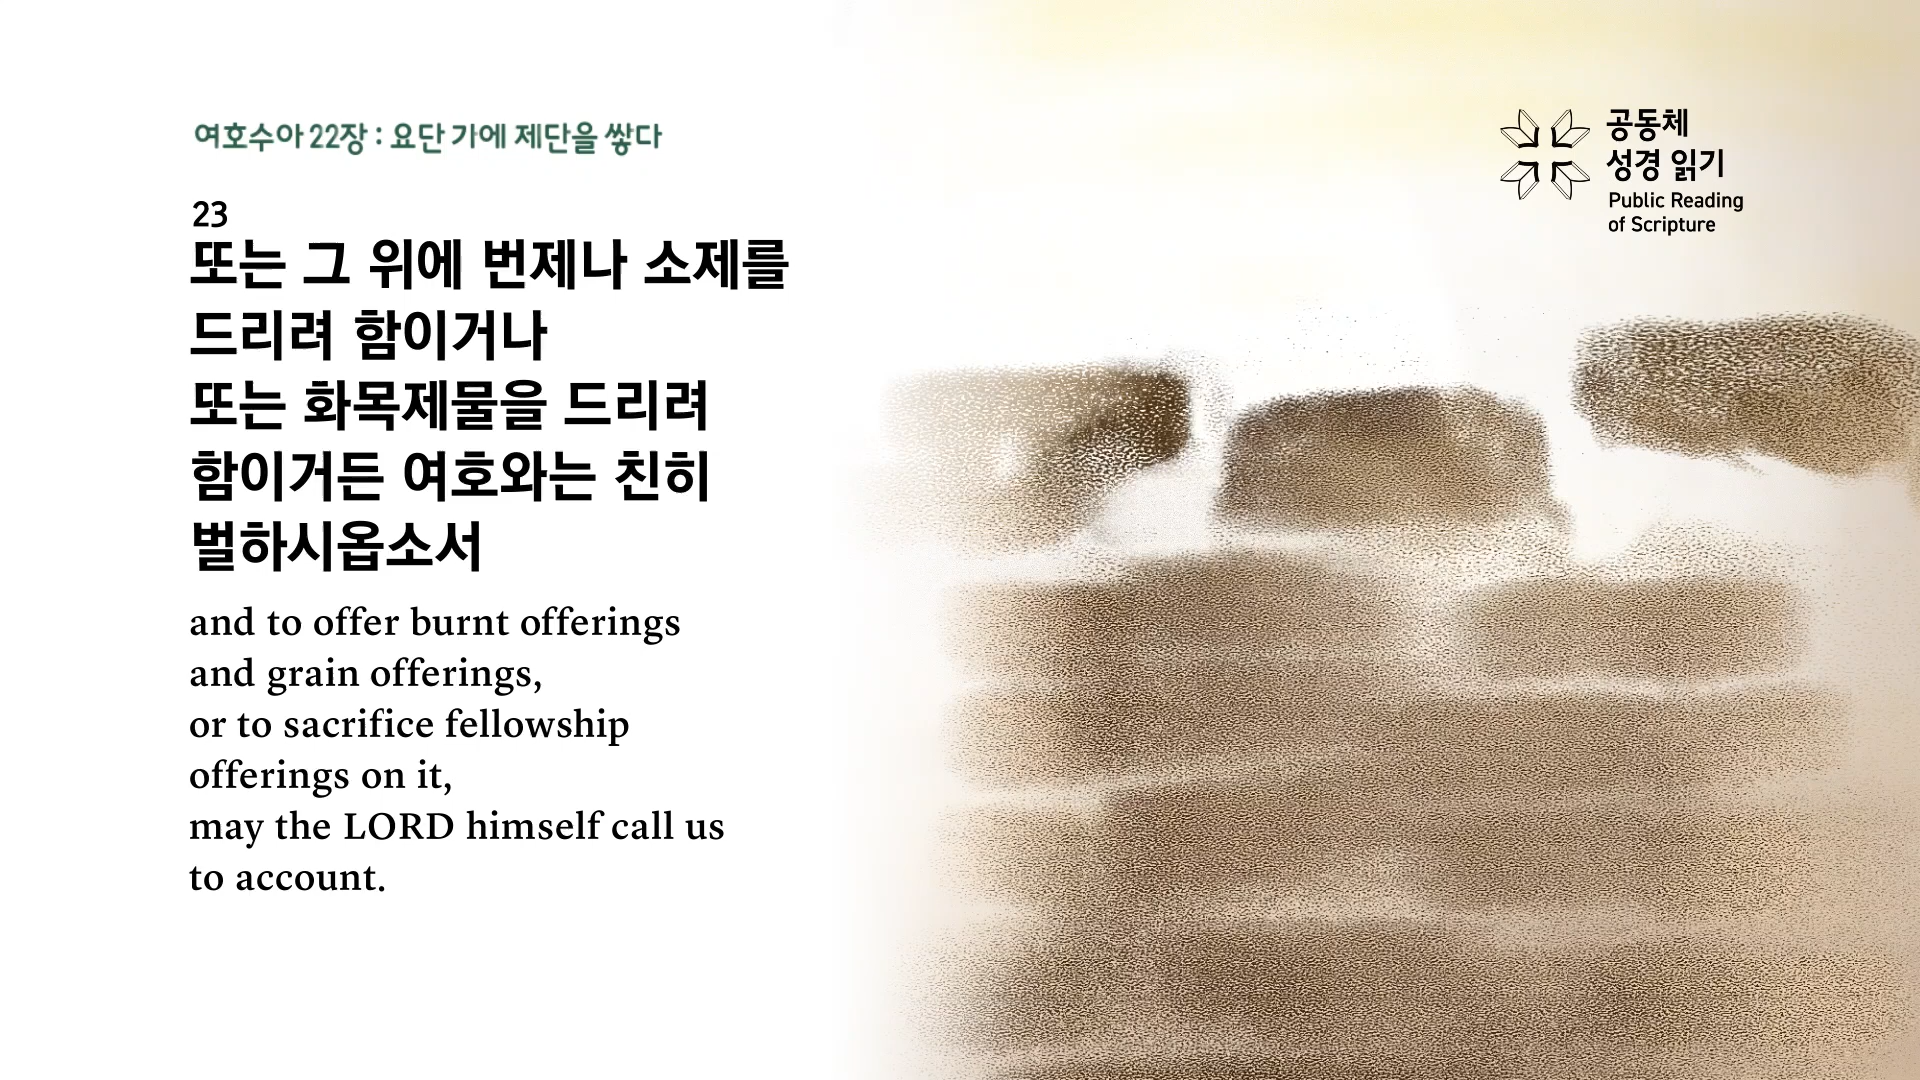 여호수아 22장 : 요단 가에 제단을 쌓다
공동체
성경 읽기
Public Reading
of Scripture
23
또는 그 위에 번제나 소제를
드리려 함이거나
또는 화목제물을 드리려
함이거든 여호와는 친히
벌하시옵소서
and to offer burnt offerings
and grain offerings,
or to sacrifice fellowship
offerings on it,
may the LORD himself call us
to account.